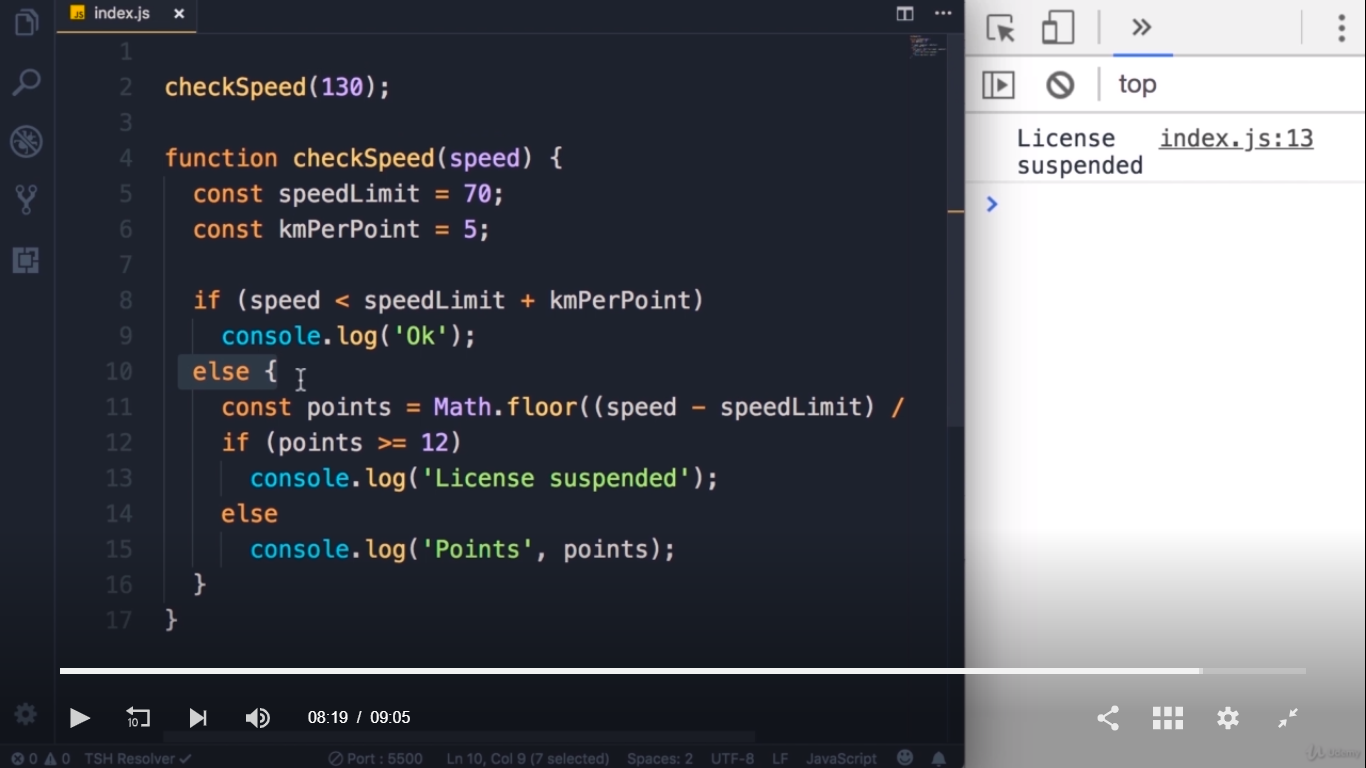 index.js
1
2 checkSpeed(130);
3
4 function checkSpeed(speed) {
5 const speedLimit = 70;
6 const kmPerPoint = 5;
7
8 if (speed < speedLimit + kmPerPoint)
9 console.log('Ok');
10 else {
11 const points = Math.floor((speed - speedLimit) /
12 if (points >= 12)
13 console.log('License suspended');
14 else
15 console.log('Points', points);
16 }
17 }
top
License index.js:13
suspended
10
08:19 / 09:05
0 0 TSH Resolver Port : 5500 Ln 10, Col 9 (7 selected) Spaces: 2 UTF-8 LF JavaScript
Udemy